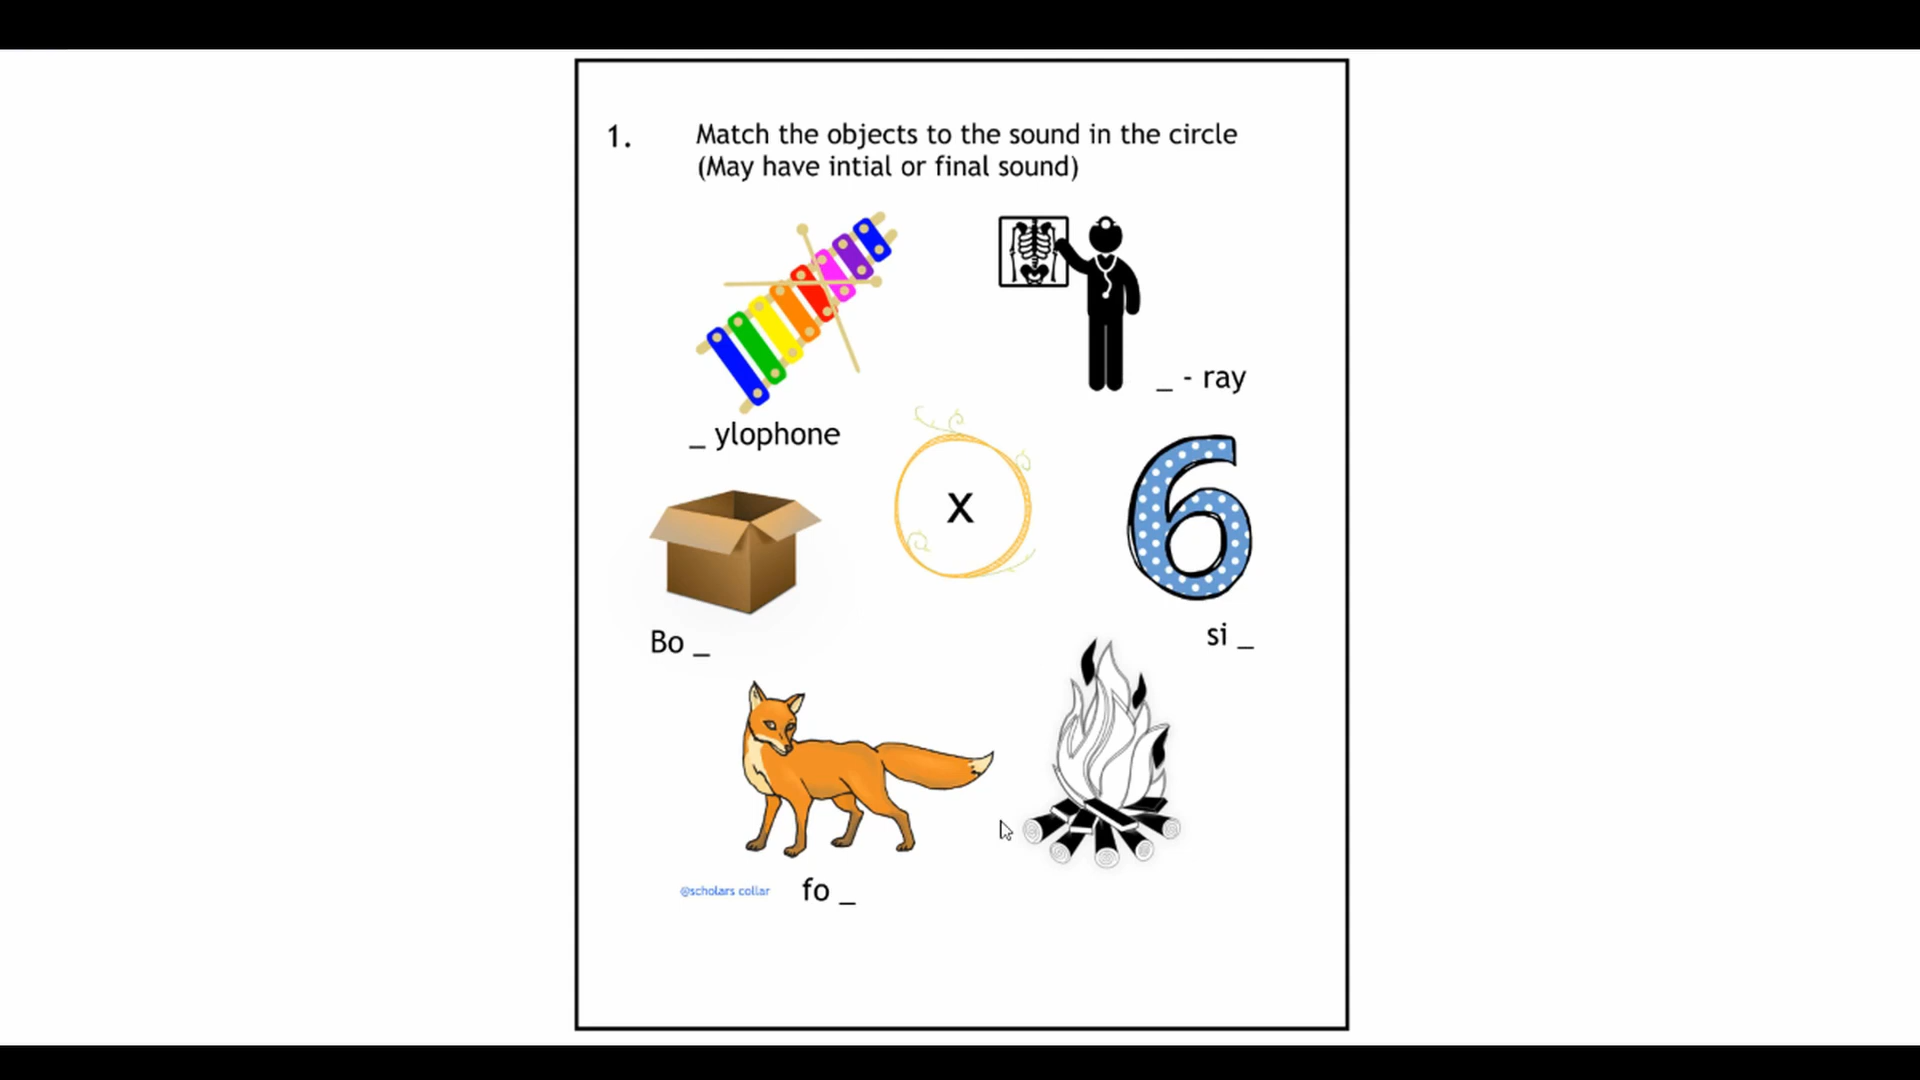 1.
Match the objects to the sound in the circle
(May have intial or final sound)
_ - ray
_ ylophone
x
6
Bo _
si _
@scholars collar
fo _